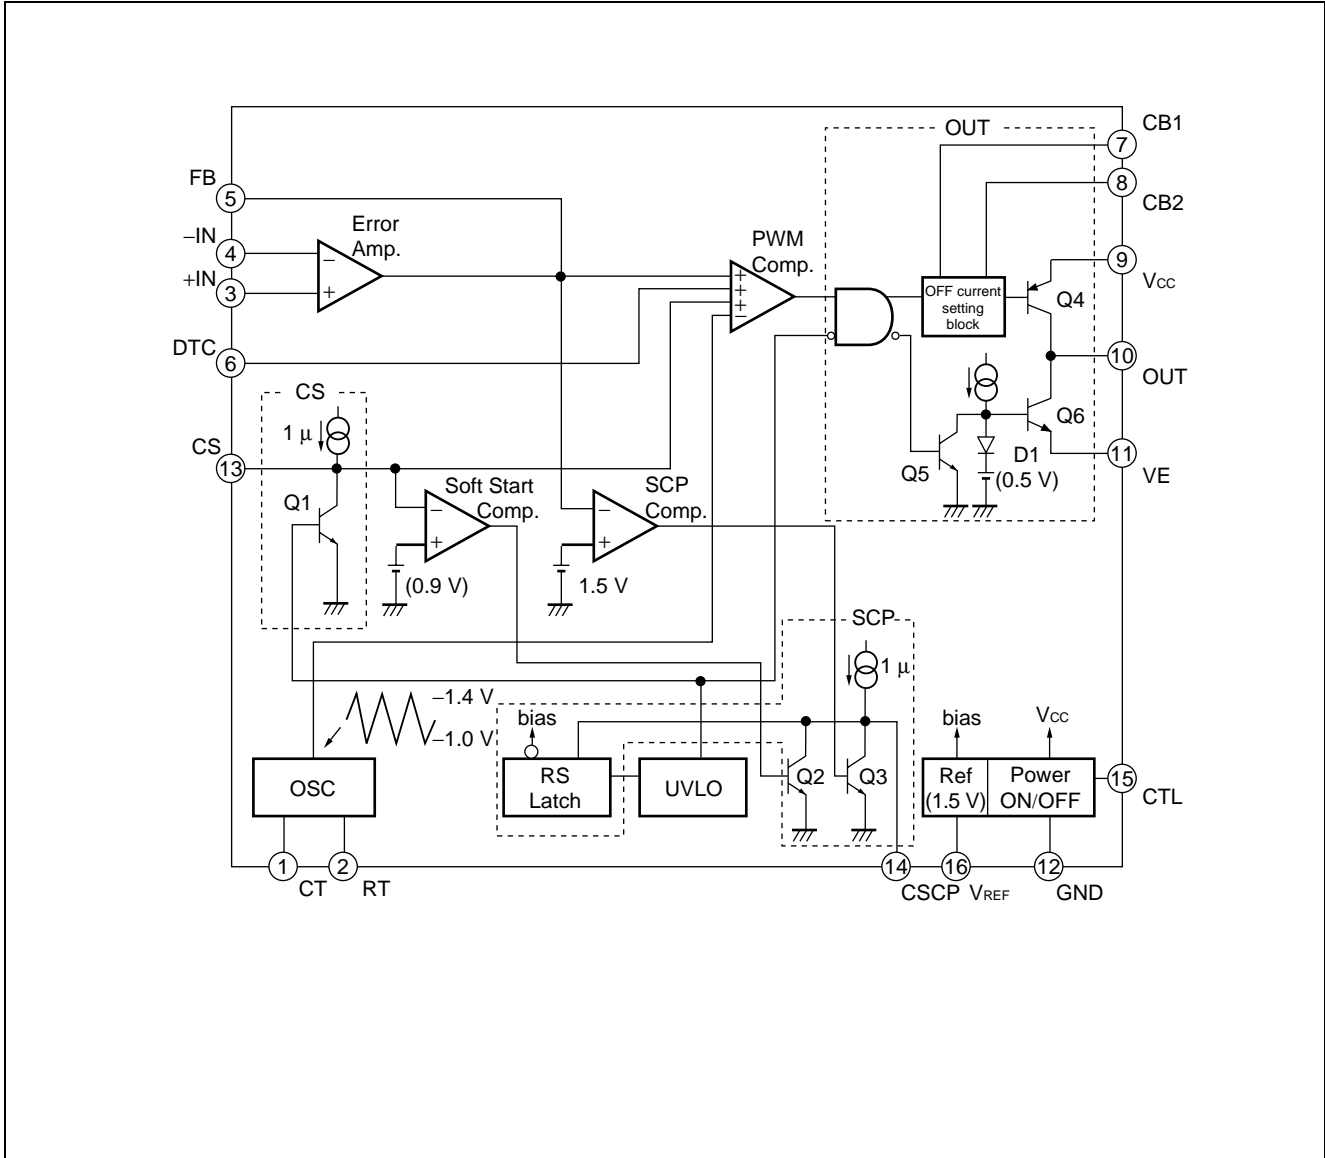 OUT
CB1
7
8
CB2
FB
5
Error
Amp.
−IN
4
−
+IN
3
+
PWM
Comp.
+
+
+
−
9
VCC
OFF current
setting
block
Q4
DTC
6
10
OUT
CS
1 μ
CS
13
Q1
Soft Start
Comp.
−
+
(0.9 V)
SCP
Comp.
−
+
1.5 V
Q6
Q5
D1
(0.5 V)
11
VE
SCP
1 μ
−1.4 V
−1.0 V
bias
OSC
RS
Latch
UVLO
Q2
Q3
bias
VCC
Ref
(1.5 V)
Power
ON/OFF
15
CTL
1
CT
2
RT
14
CSCP
16
VREF
12
GND